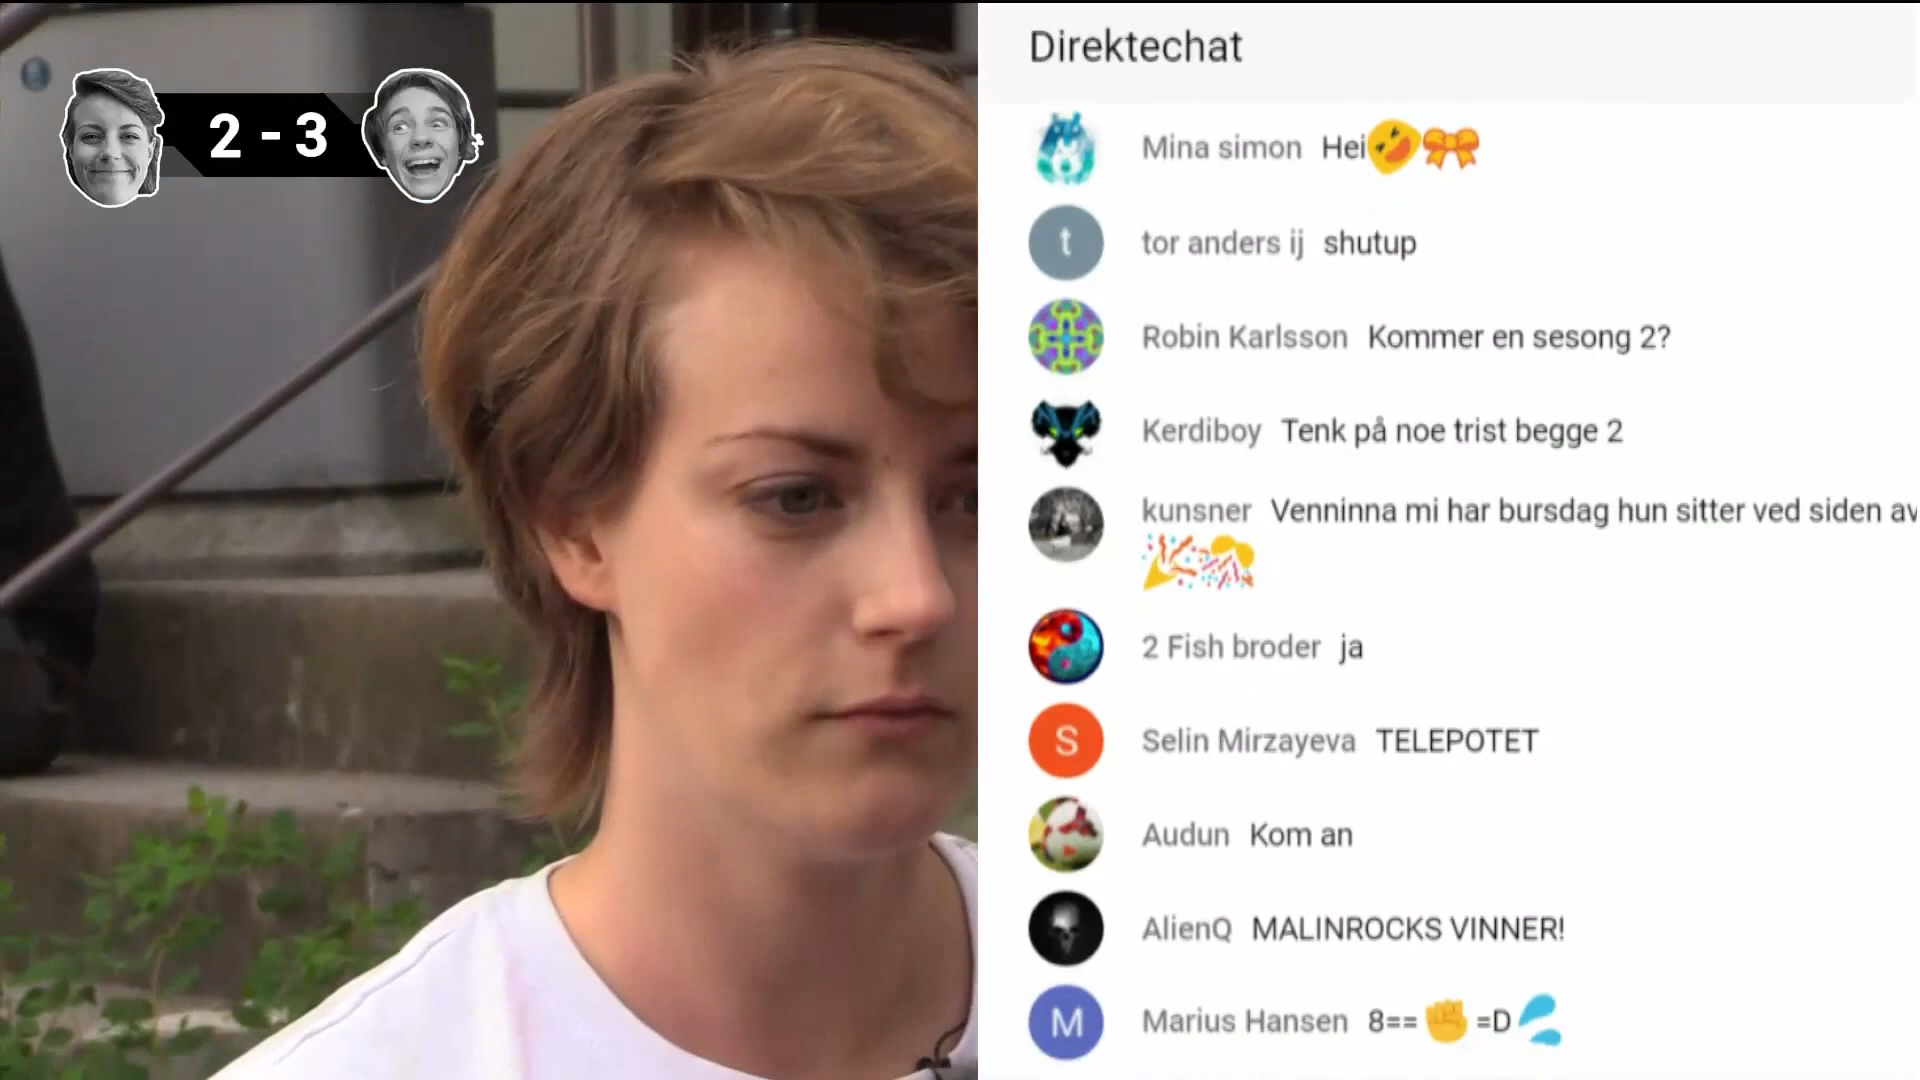 2 - 3
Direktechat
Mina simon Hei🤣🎀
t
tor anders ij shutup
Robin Karlsson Kommer en sesong 2?
Kerdiboy Tenk på noe trist begge 2
kunsner Venninna mi har bursdag hun sitter ved siden av
🎉🎊
2 Fish broder ja
S
Selin Mirzayeva TELEPOTET
Audun Kom an
AlienQ MALINROCKS VINNER!
M
Marius Hansen 8==✊=D💦